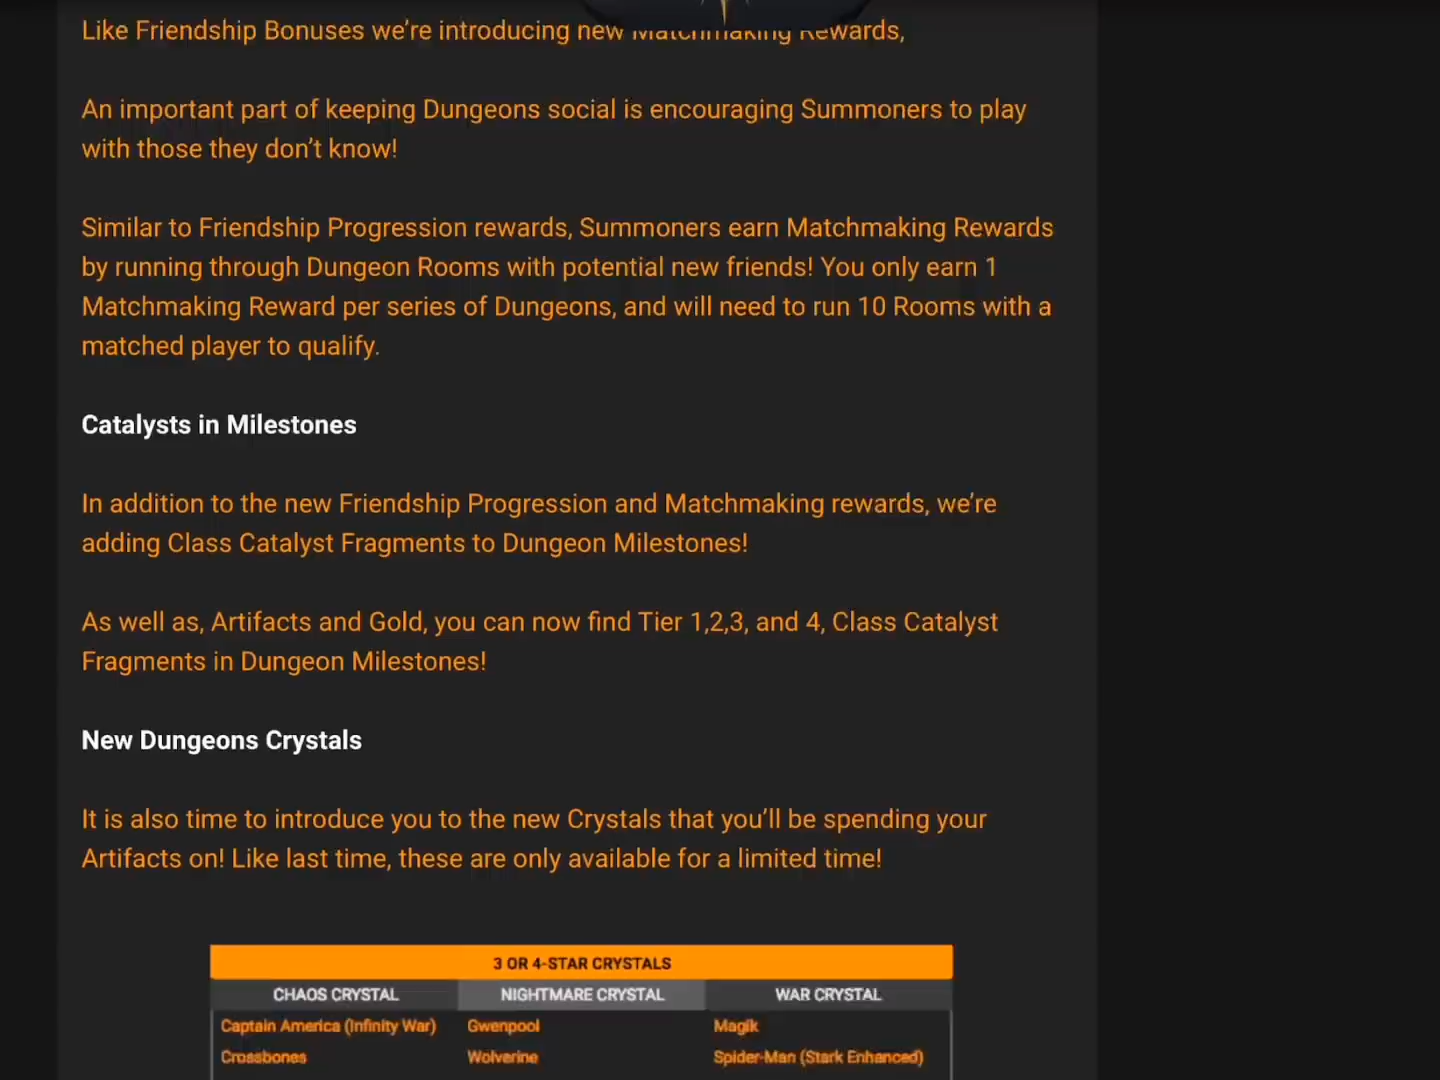 Like Friendship Bonuses we're introducing new Matchmaking Rewards,
An important part of keeping Dungeons social is encouraging Summoners to play
with those they don't know!
Similar to Friendship Progression rewards, Summoners earn Matchmaking Rewards
by running through Dungeon Rooms with potential new friends! You only earn 1
Matchmaking Reward per series of Dungeons, and will need to run 10 Rooms with a
matched player to qualify.
Catalysts in Milestones
In addition to the new Friendship Progression and Matchmaking rewards, we're
adding Class Catalyst Fragments to Dungeon Milestones!
As well as, Artifacts and Gold, you can now find Tier 1,2,3, and 4, Class Catalyst
Fragments in Dungeon Milestones!
New Dungeons Crystals
It is also time to introduce you to the new Crystals that you'll be spending your
Artifacts on! Like last time, these are only available for a limited time!
3 OR 4-STAR CRYSTALS
CHAOS CRYSTAL NIGHTMARE CRYSTAL WAR CRYSTAL
Captain America (Infinity War) Gwenpool Magik
Crossbones Wolverine Spider-Man (Stark Enhanced)